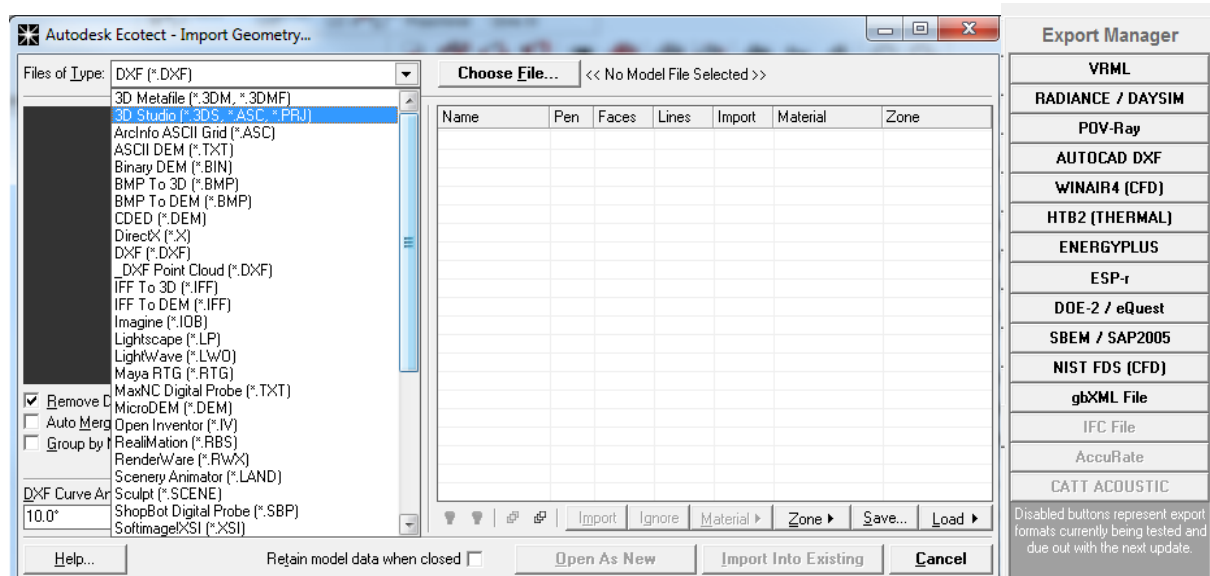 Autodesk Ecotect - Import Geometry...
Files of Type: DXF (*.DXF)
Choose File... << No Model File Selected >>
3D Metafile (*.3DM, *.3DMF)
3D Studio (*.3DS, *.ASC, *.PRJ)
ArcInfo ASCII Grid (*.ASC)
ASCII DEM (*.TXT)
Binary DEM (*.BIN)
BMP To 3D (*.BMP)
BMP To DEM (*.BMP)
CDED (*.DEM)
DirectX (*.X)
DXF (*.DXF)
_DXF Point Cloud (*.DXF)
IFF To 3D (*.IFF)
IFF To DEM (*.IFF)
Imagine (*.IOB)
Lightscape (*.LP)
LightWave (*.LWO)
Maya RTG (*.RTG)
MaxNC Digital Probe (*.TXT)
MicroDEM (*.DEM)
Open Inventor (*.IV)
RealiMation (*.RBS)
RenderWare (*.RWX)
Scenery Animator (*.LAND)
Sculpt (*.SCENE)
ShopBot Digital Probe (*.SBP)
Softimage|XSI (*.XSI)
Remove D
Auto Merg
Group by N
DXF Curve An
10.0°
Name Pen Faces Lines Import Material Zone
Import Ignore Material Zone Save... Load
Help... Retain model data when closed Open As New Import Into Existing Cancel
Export Manager
VRML
RADIANCE / DAYSIM
POV-Ray
AUTOCAD DXF
WINAIR4 (CFD)
HTB2 (THERMAL)
ENERGYPLUS
ESP-r
DOE-2 / eQuest
SBEM / SAP2005
NIST FDS (CFD)
gbXML File
IFC File
AccuRate
CATT ACOUSTIC
Disabled buttons represent export
formats currently being tested and
due out with the next update.